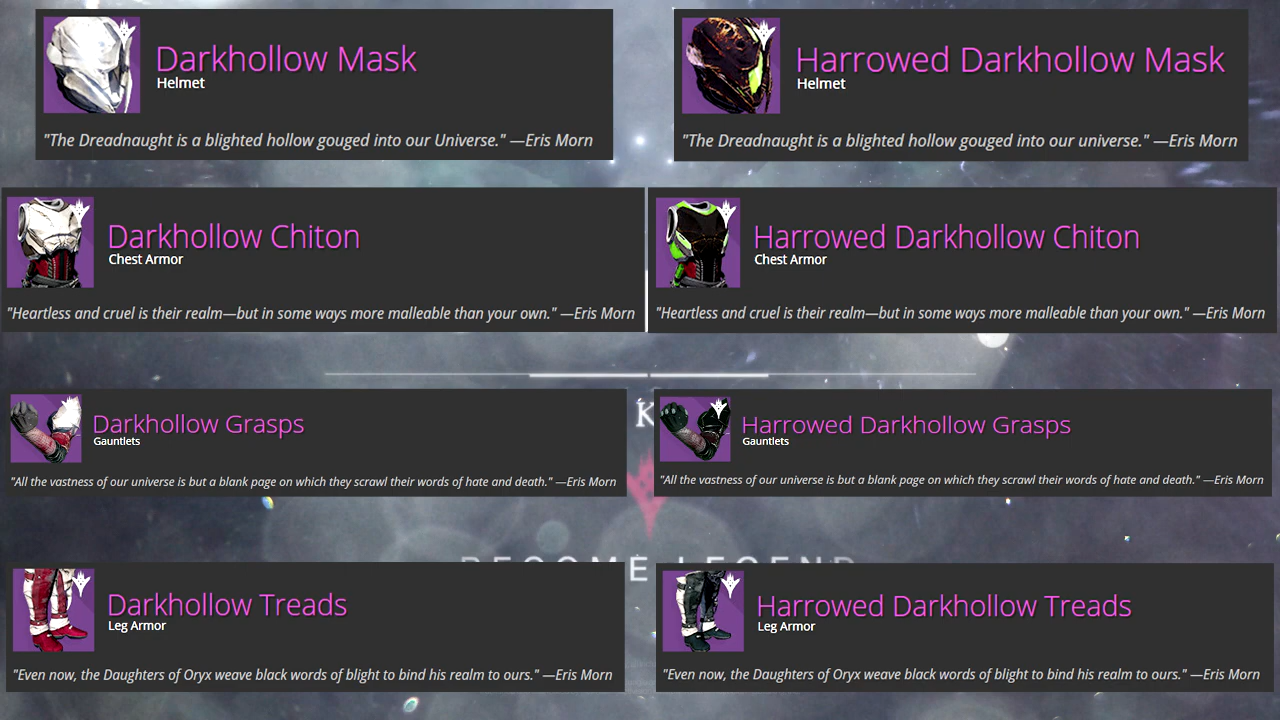 Darkhollow Mask
Helmet
"The Dreadnaught is a blighted hollow gouged into our Universe." —Eris Morn
Harrowed Darkhollow Mask
Helmet
"The Dreadnaught is a blighted hollow gouged into our universe." —Eris Morn
Darkhollow Chiton
Chest Armor
"Heartless and cruel is their realm—but in some ways more malleable than your own." —Eris Morn
Harrowed Darkhollow Chiton
Chest Armor
"Heartless and cruel is their realm—but in some ways more malleable than your own." —Eris Morn
Darkhollow Grasps
Gauntlets
"All the vastness of our universe is but a blank page on which they scrawl their words of hate and death." —Eris Morn
Harrowed Darkhollow Grasps
Gauntlets
"All the vastness of our universe is but a blank page on which they scrawl their words of hate and death." —Eris Morn
BECOME LEGEND
Darkhollow Treads
Leg Armor
"Even now, the Daughters of Oryx weave black words of blight to bind his realm to ours." —Eris Morn
Harrowed Darkhollow Treads
Leg Armor
"Even now, the Daughters of Oryx weave black words of blight to bind his realm to ours." —Eris Morn